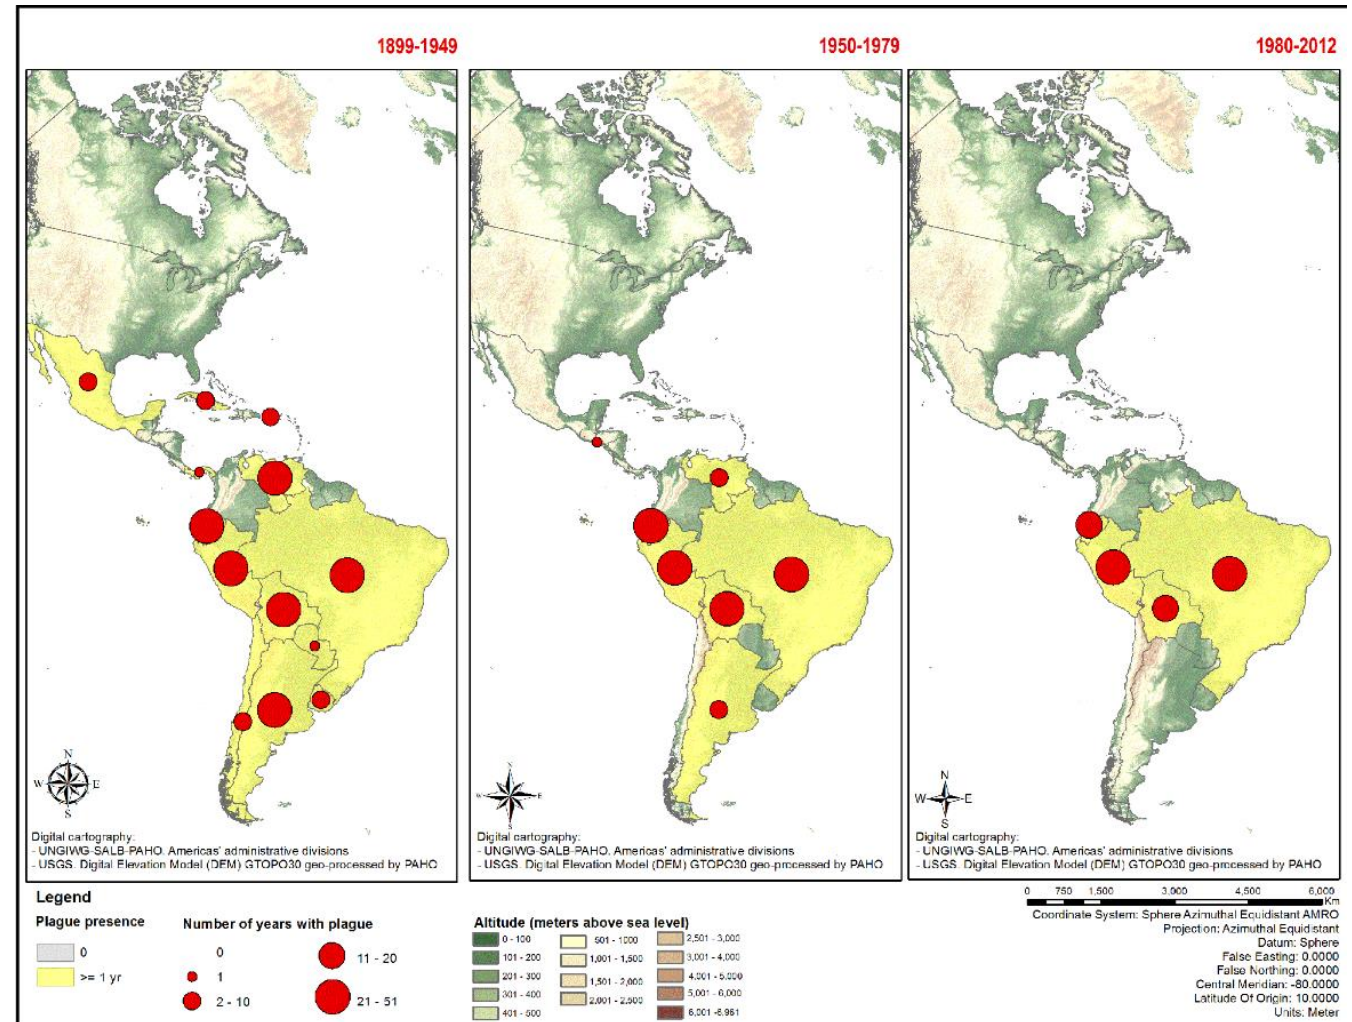 1899-1949
1950-1979
1980-2012
N
W E
S
Digital cartography:
- UNGIWG-SALB-PAHO. Americas' administrative divisions
- USGS. Digital Elevation Model (DEM) GTOPO30 geo-processed by PAHO
N
W E
S
Digital cartography:
- UNGIWG-SALB-PAHO. Americas' administrative divisions
- USGS. Digital Elevation Model (DEM) GTOPO30 geo-processed by PAHO
N
W E
S
Digital cartography:
- UNGIWG-SALB-PAHO. Americas' administrative divisions
- USGS. Digital Elevation Model (DEM) GTOPO30 geo-processed by PAHO
Legend
Plague presence
0
>= 1 yr
Number of years with plague
0
1
2 - 10
11 - 20
21 - 51
Altitude (meters above sea level)
0 - 100
101 - 200
201 - 300
301 - 400
401 - 500
501 - 1000
1,001 - 1,500
1,501 - 2,000
2,001 - 2,500
2,501 - 3,000
3,001 - 4,000
4,001 - 5,000
5,001 - 6,000
6,001 -
0 750 1,500 3,000 4,500 6,000
Km
Coordinate System: Sphere Azimuthal Equidistant AMRO
Projection: Azimuthal Equidistant
Datum: Sphere
False Easting: 0.0000
False Northing: 0.0000
Central Meridian: -80.0000
Latitude Of Origin: 10.0000
Units: Meter